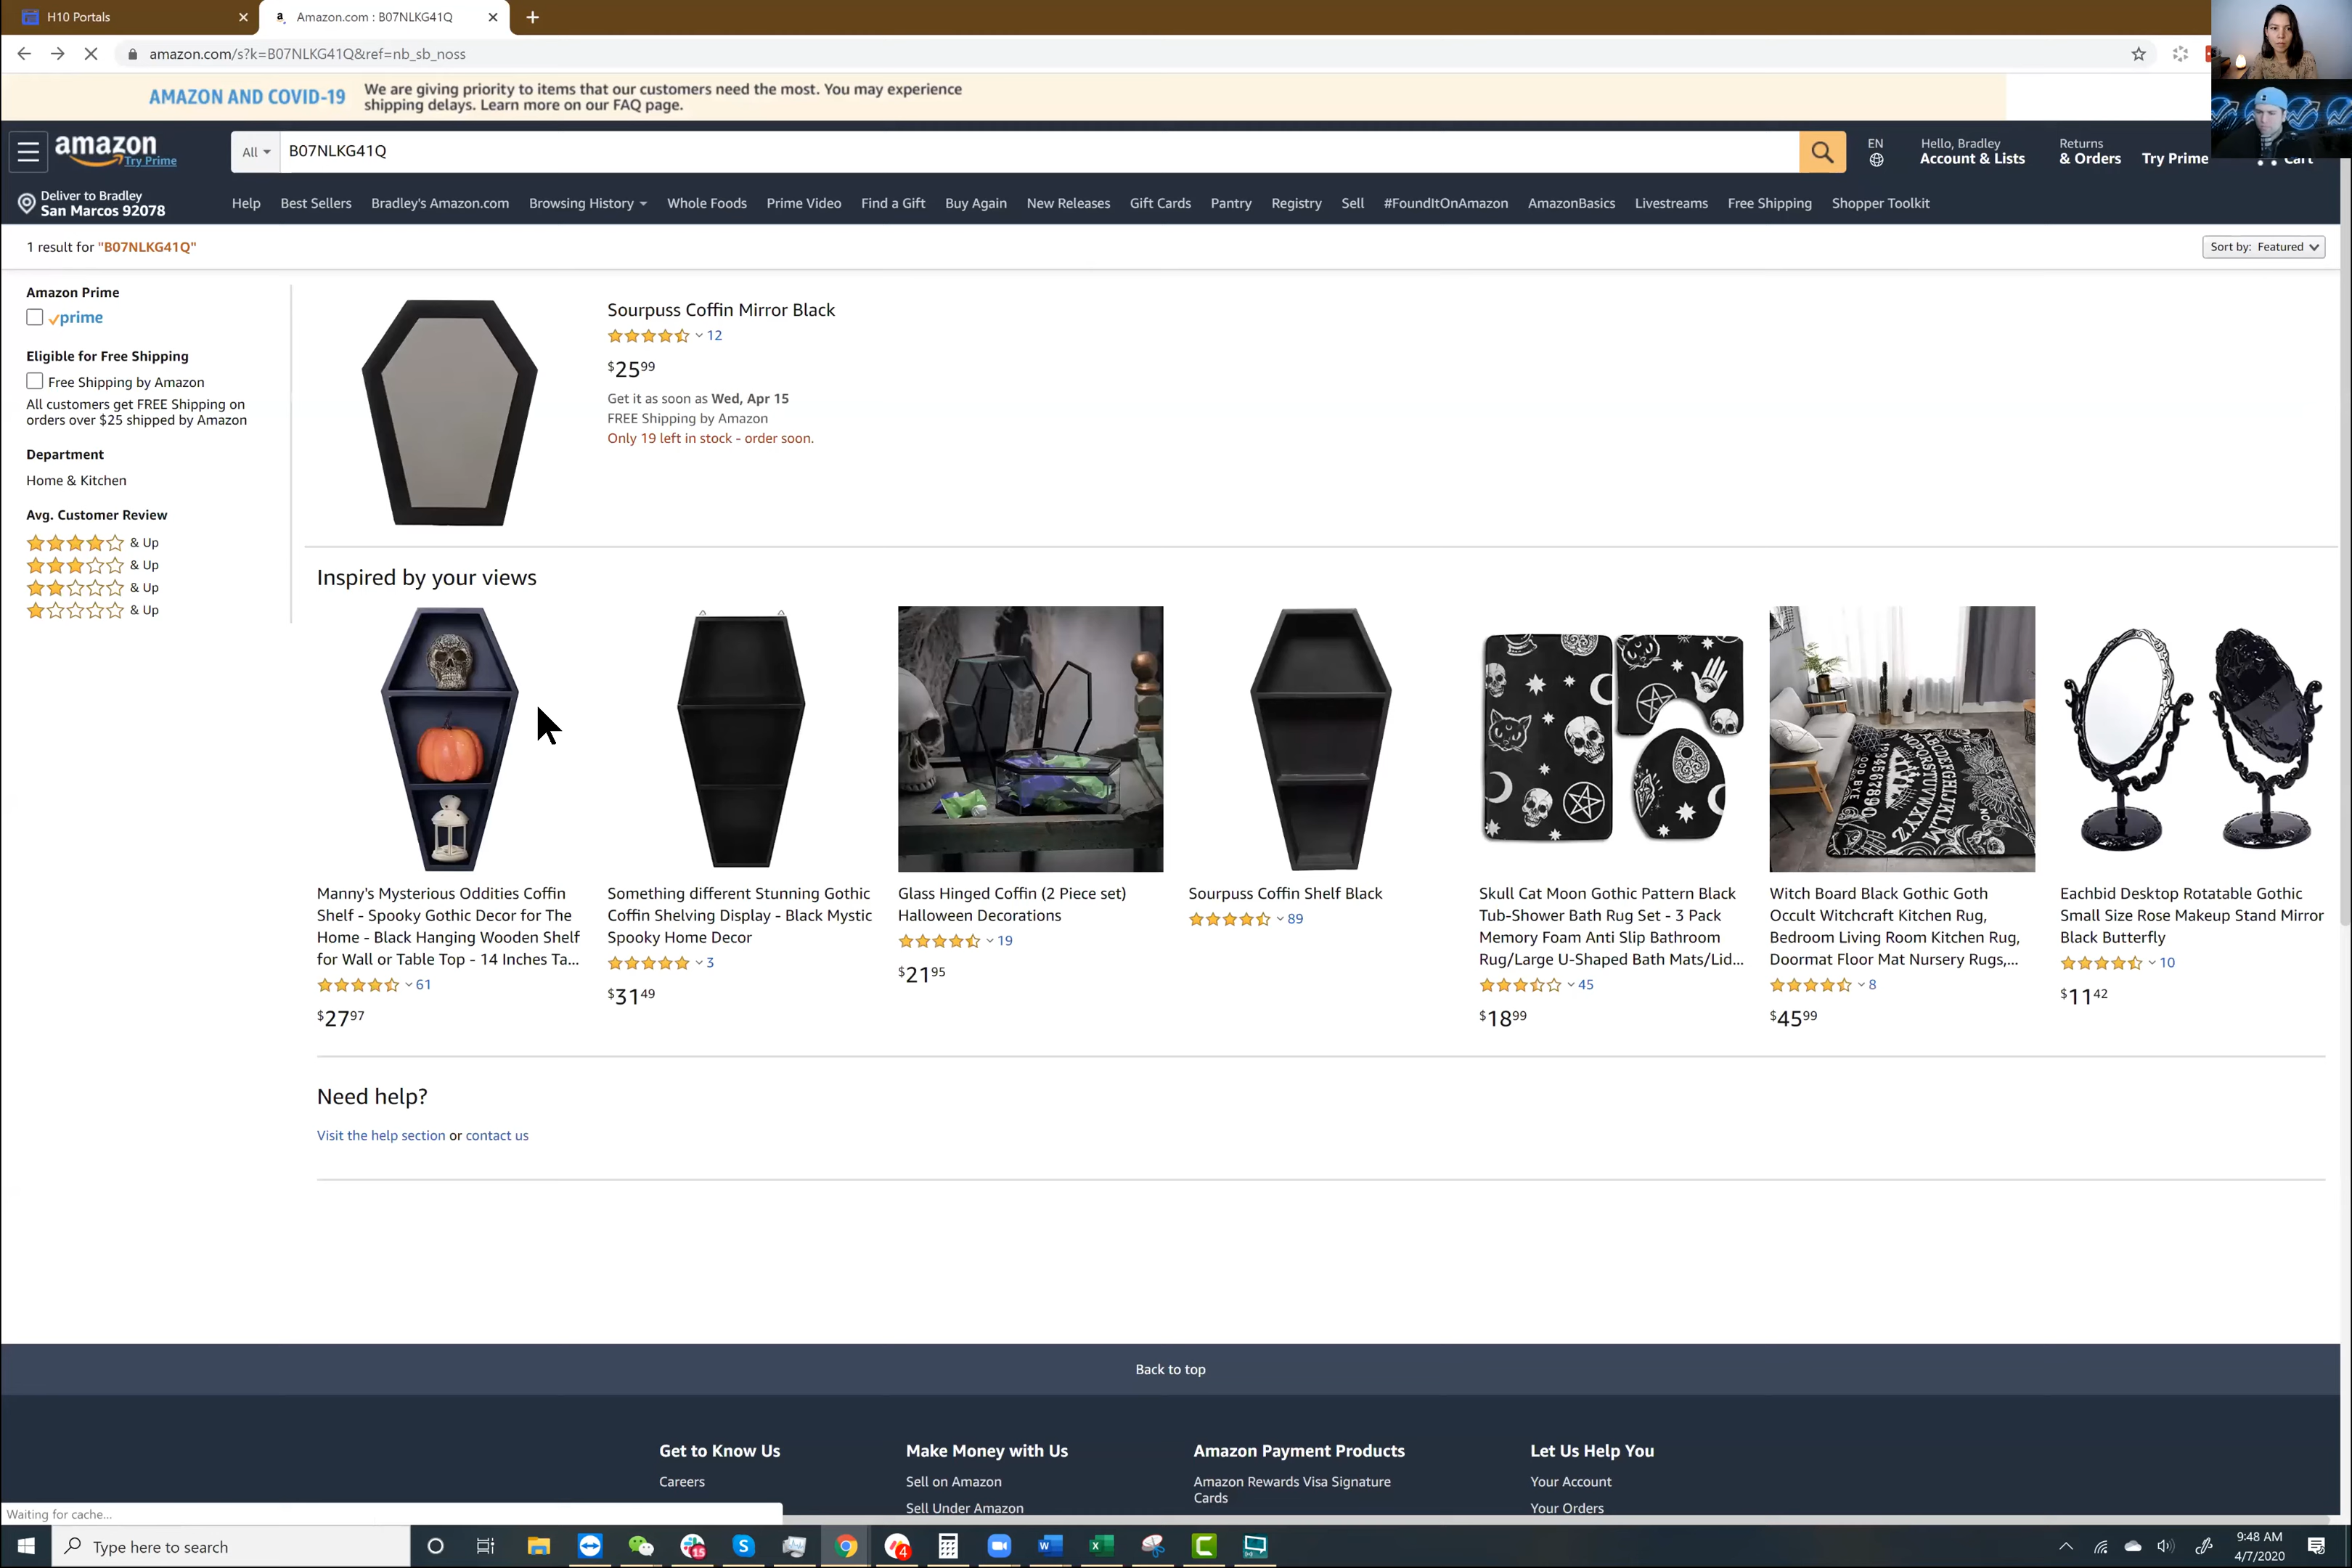 H10 Portals
Amazon.com : B07NLKG41Q
amazon.com/s?k=B07NLKG41Q&ref=nb_sb_noss
AMAZON AND COVID-19
We are giving priority to items that our customers need the most. You may experience
shipping delays. Learn more on our FAQ page.
amazon
Try Prime
All
B07NLKG41Q
EN
Hello, Bradley
Account & Lists
Returns
& Orders
Try Prime
Cart
Deliver to Bradley
San Marcos 92078
Help
Best Sellers
Bradley's Amazon.com
Browsing History
Whole Foods
Prime Video
Find a Gift
Buy Again
New Releases
Gift Cards
Pantry
Registry
Sell
#FoundItOnAmazon
AmazonBasics
Livestreams
Free Shipping
Shopper Toolkit
1 result for "B07NLKG41Q"
Sort by: Featured
Amazon Prime
prime
Eligible for Free Shipping
Free Shipping by Amazon
All customers get FREE Shipping on
orders over $25 shipped by Amazon
Department
Home & Kitchen
Avg. Customer Review
& Up
& Up
& Up
& Up
Sourpuss Coffin Mirror Black
12
$25.99
Get it as soon as Wed, Apr 15
FREE Shipping by Amazon
Only 19 left in stock - order soon.
Inspired by your views
Manny's Mysterious Oddities Coffin
Shelf - Spooky Gothic Decor for The
Home - Black Hanging Wooden Shelf
for Wall or Table Top - 14 Inches Ta...
61
$27.97
Something different Stunning Gothic
Coffin Shelving Display - Black Mystic
Spooky Home Decor
3
$31.49
Glass Hinged Coffin (2 Piece set)
Halloween Decorations
19
$21.95
Sourpuss Coffin Shelf Black
89
Skull Cat Moon Gothic Pattern Black
Tub-Shower Bath Rug Set - 3 Pack
Memory Foam Anti Slip Bathroom
Rug/Large U-Shaped Bath Mats/Lid...
45
$18.99
Witch Board Black Gothic Goth
Occult Witchcraft Kitchen Rug,
Bedroom Living Room Kitchen Rug,
Doormat Floor Mat Nursery Rugs,...
8
$45.99
Eachbid Desktop Rotatable Gothic
Small Size Rose Makeup Stand Mirror
Black Butterfly
10
$11.42
Need help?
Visit the help section or contact us
Back to top
Get to Know Us
Careers
Make Money with Us
Sell on Amazon
Sell Under Amazon
Amazon Payment Products
Amazon Rewards Visa Signature
Cards
Let Us Help You
Your Account
Your Orders
Waiting for cache...
Type here to search
9:48 AM
4/7/2020